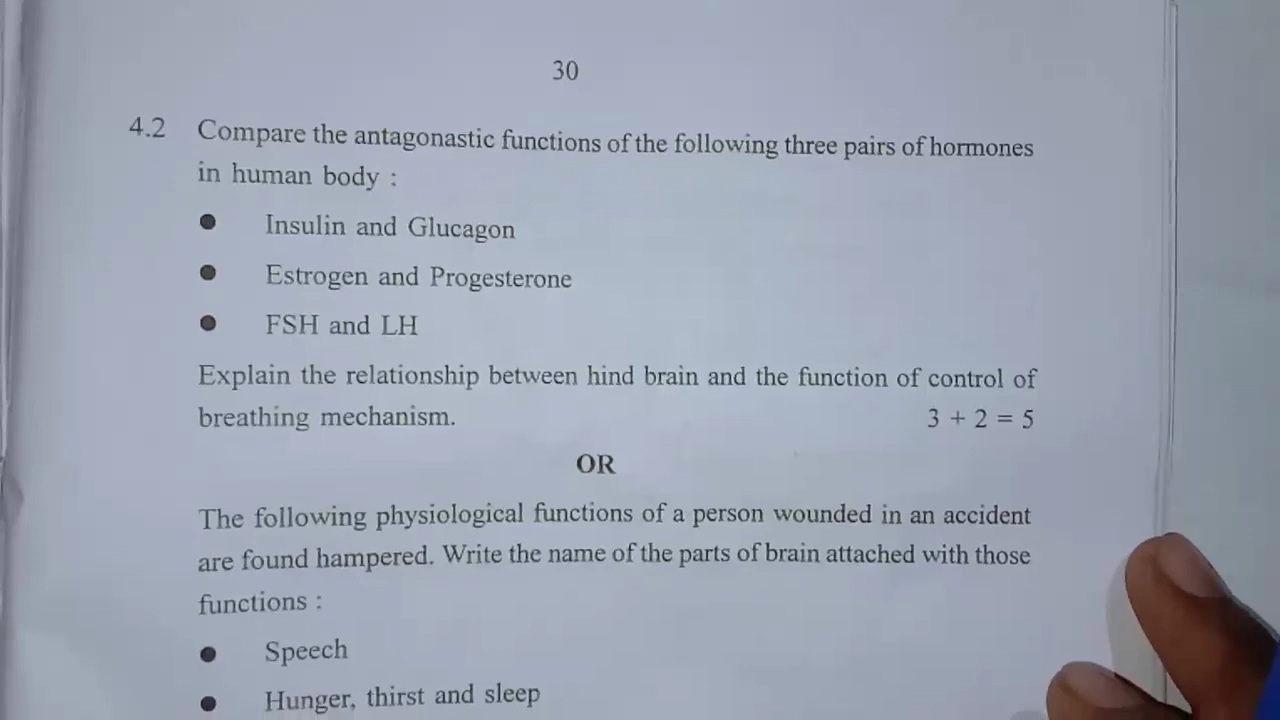 30
4.2 Compare the antagonastic functions of the following three pairs of hormones
in human body :
● Insulin and Glucagon
● Estrogen and Progesterone
● FSH and LH
Explain the relationship between hind brain and the function of control of
breathing mechanism. 3 + 2 = 5
OR
The following physiological functions of a person wounded in an accident
are found hampered. Write the name of the parts of brain attached with those
functions :
● Speech
● Hunger, thirst and sleep